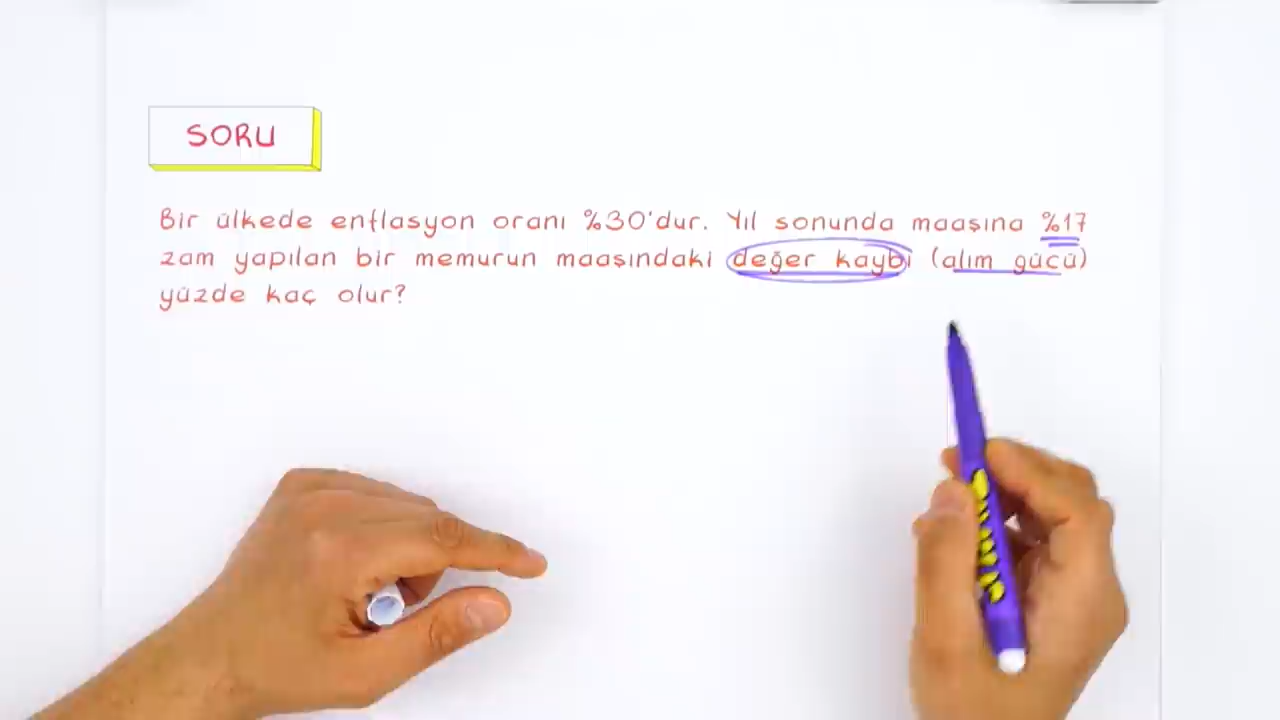 SORU
Bir ülkede enflasyon oranı %30'dur. Yıl sonunda maaşına %17
zam yapılan bir memurun maaşındaki değer kaybı (alım gücü)
yüzde kaç olur?